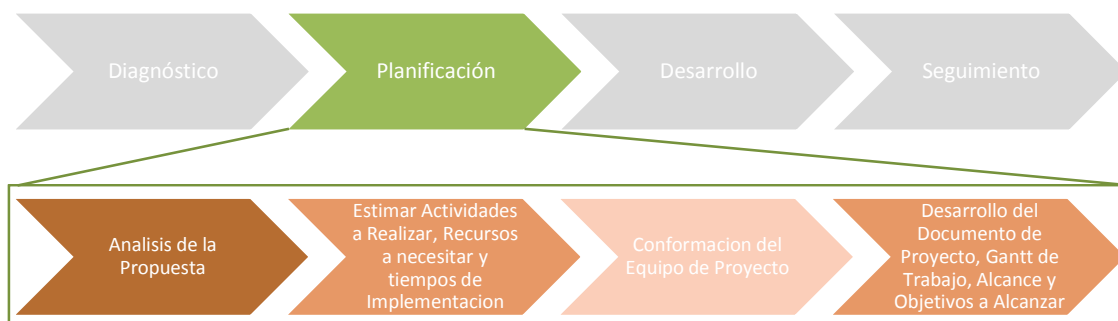 Diagnóstico
Planificación
Desarrollo
Seguimiento
Analisis de la
Propuesta
Estimar Actividades
a Realizar, Recursos
a necesitar y
tiempos de
Implementacion
Conformacion del
Equipo de Proyecto
Desarrollo del
Documento de
Proyecto, Gantt de
Trabajo, Alcance y
Objetivos a Alcanzar